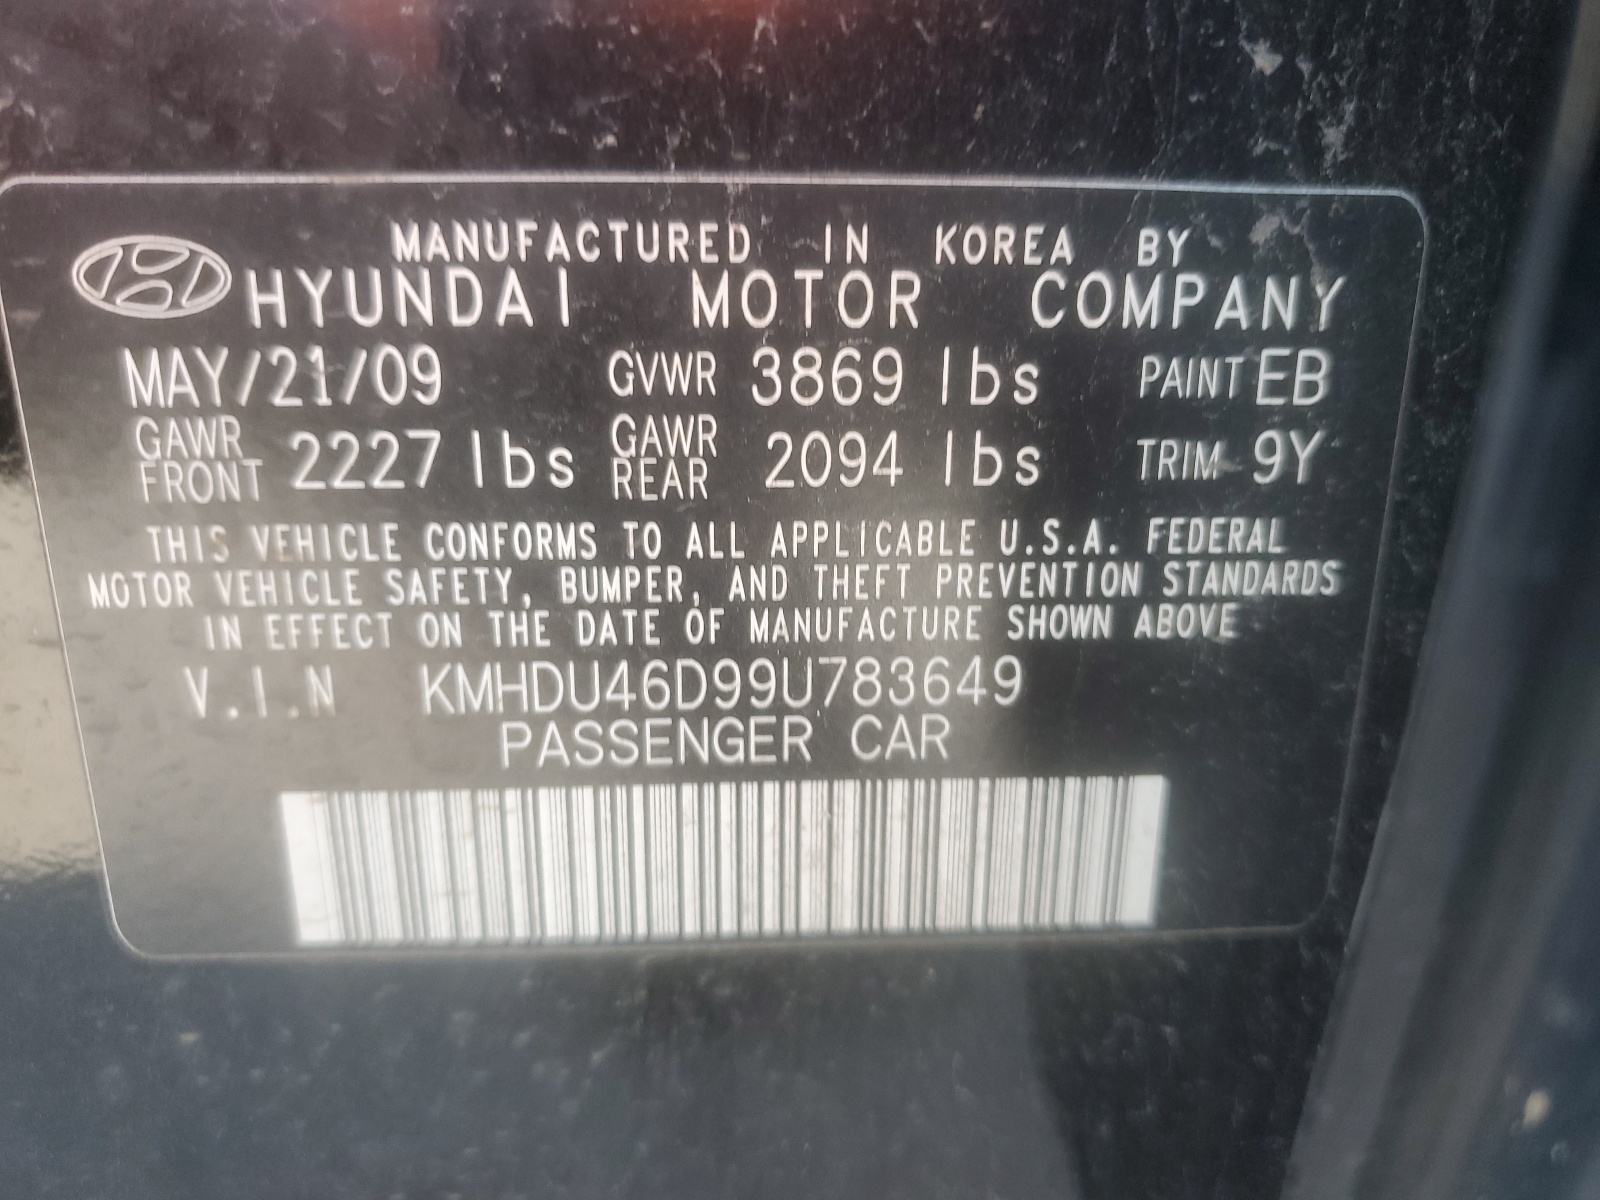 MANUFACTURED IN KOREA BY
HYUNDAI MOTOR COMPANY
MAY/21/09 GVWR 3869 lbs PAINT EB
GAWR FRONT 2227 lbs GAWR REAR 2094 lbs TRIM 9Y
THIS VEHICLE CONFORMS TO ALL APPLICABLE U.S.A. FEDERAL
MOTOR VEHICLE SAFETY, BUMPER, AND THEFT PREVENTION STANDARDS
IN EFFECT ON THE DATE OF MANUFACTURE SHOWN ABOVE
V.I.N KMHDU46D99U783649
PASSENGER CAR